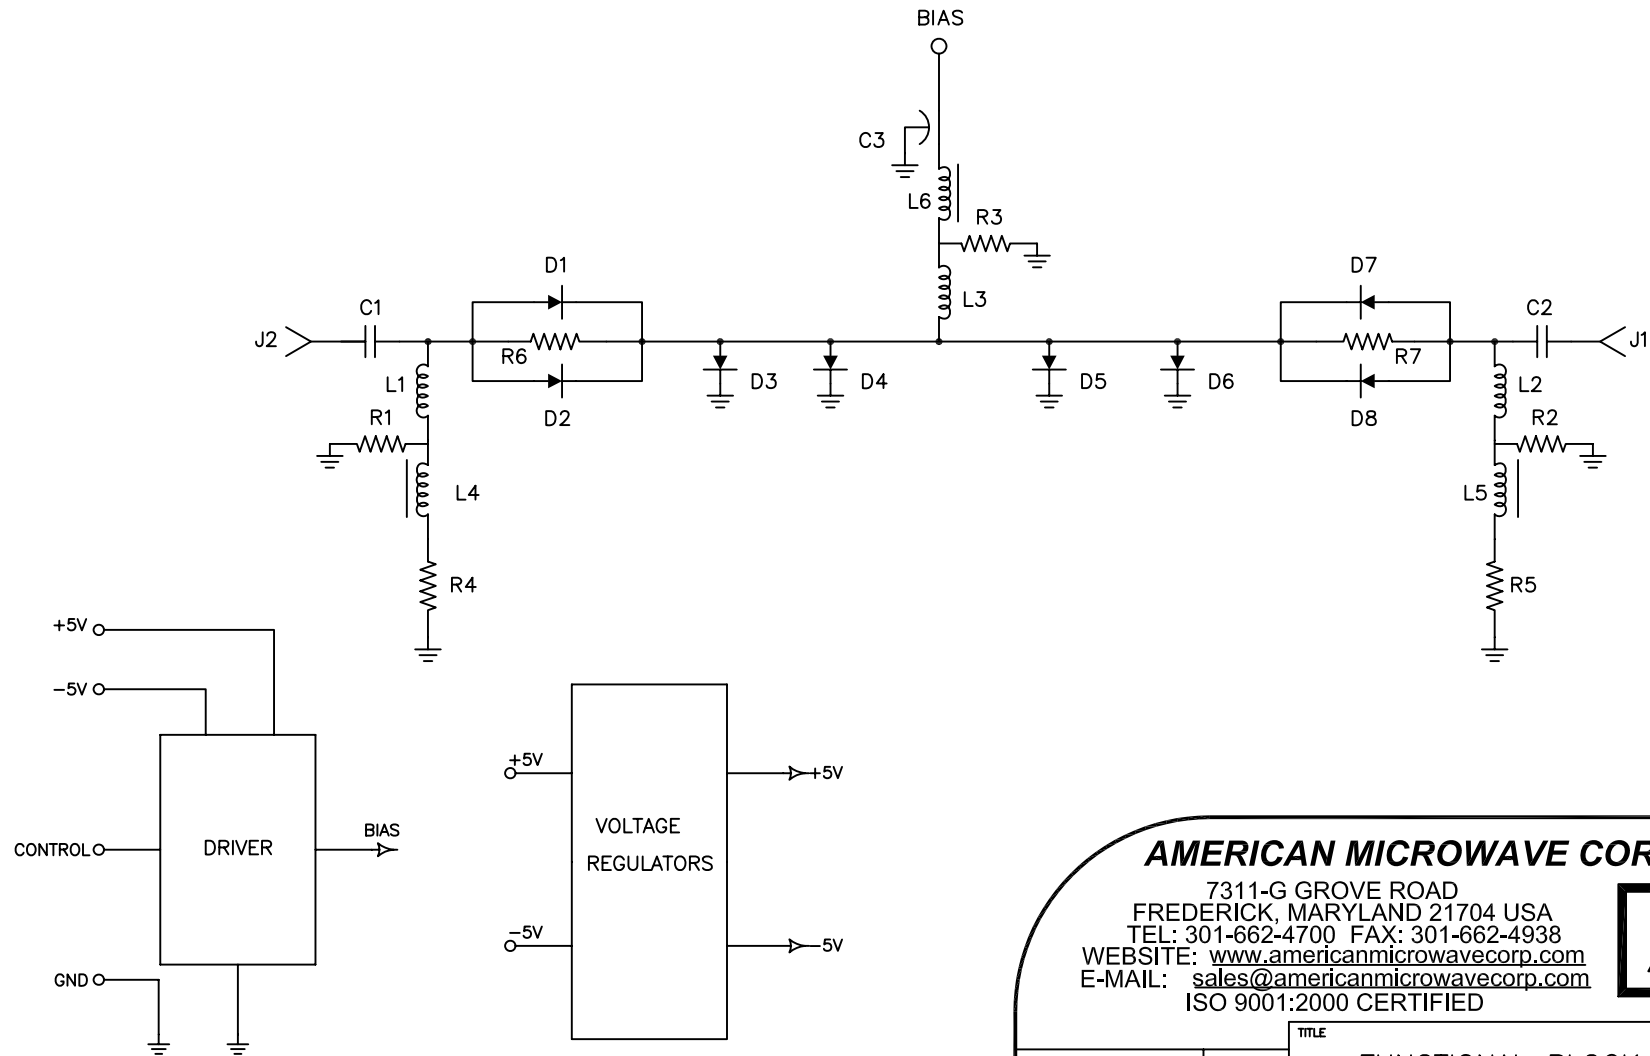 BIAS
C3
L6
R3
L3
D1
D7
J2
C1
R6
D2
D3
D4
D5
D6
R7
D8
C2
J1
L1
R1
L4
R4
L2
R2
L5
R5
+5V
-5V
CONTROL
GND
DRIVER
BIAS
+5V
-5V
VOLTAGE
REGULATORS
+5V
-5V
AMERICAN MICROWAVE COR
7311-G GROVE ROAD
FREDERICK, MARYLAND 21704 USA
TEL: 301-662-4700 FAX: 301-662-4938
WEBSITE: www.americanmicrowavecorp.com
E-MAIL: sales@americanmicrowavecorp.com
ISO 9001:2000 CERTIFIED
TITLE